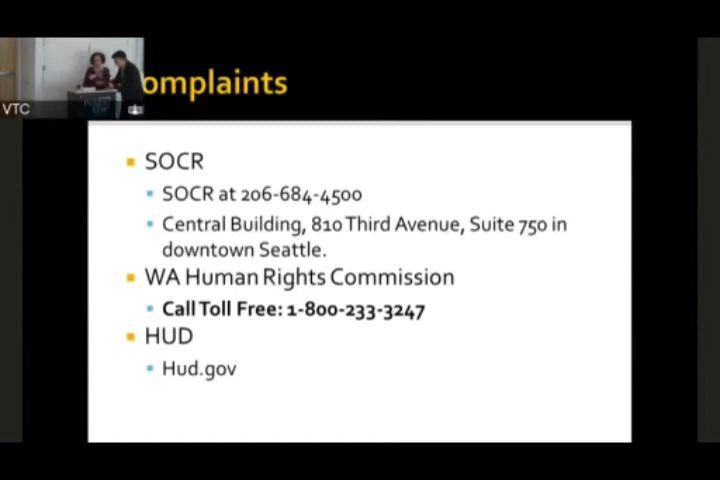 omplaints
VTC
SOCR
SOCR at 206-684-4500
Central Building, 810 Third Avenue, Suite 750 in
downtown Seattle.
WA Human Rights Commission
Call Toll Free: 1-800-233-3247
HUD
Hud.gov